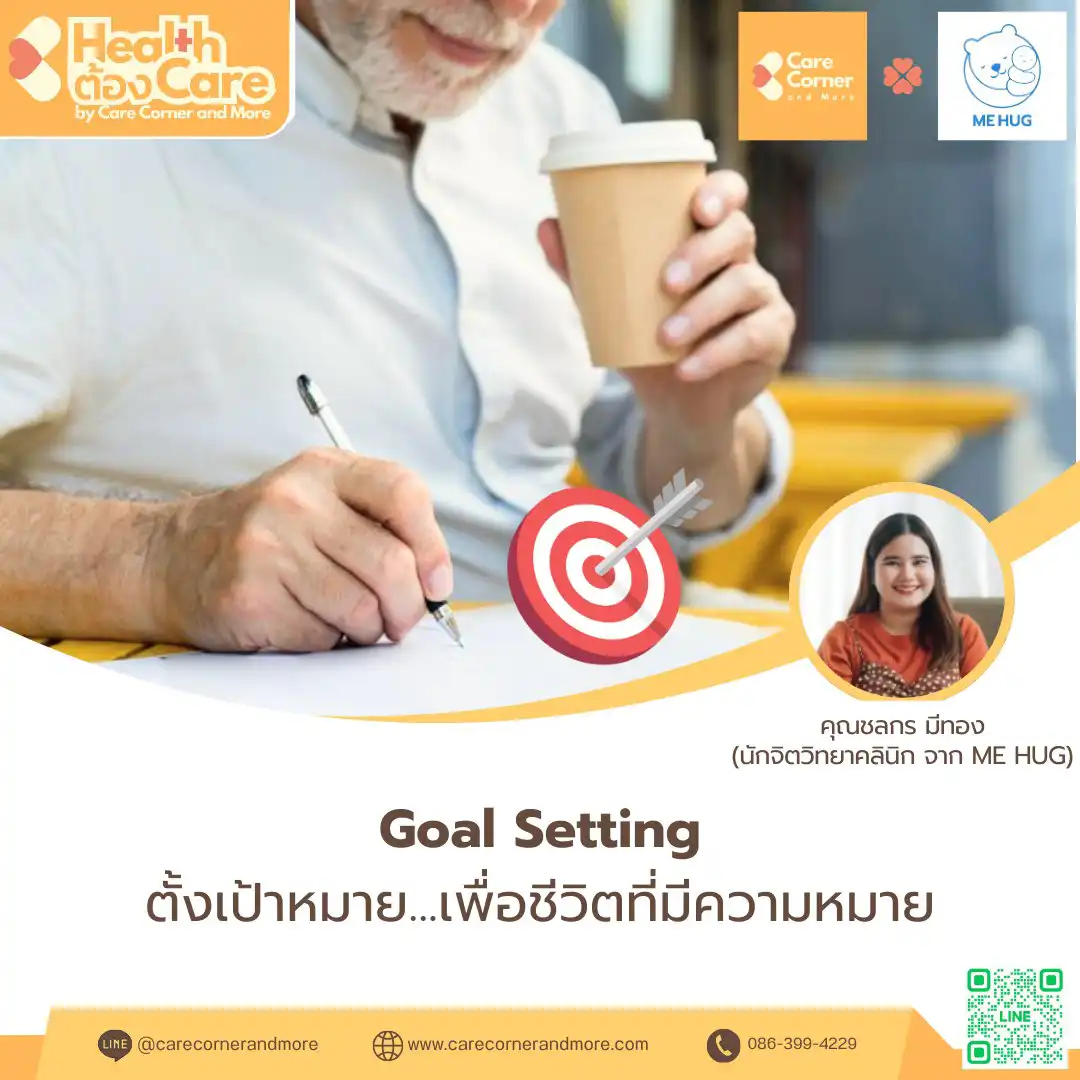 Health
ต้องCare
by Care Corner and More
Care
Corner
and More
ME HUG
คุณชลกร มีทอง
(นักจิตวิทยาคลินิก จาก ME HUG)
Goal Setting
ตั้งเป้าหมาย...เพื่อชีวิตที่มีความหมาย
LINE
LINE @carecornerandmore
www.carecornerandmore.com
086-399-4229